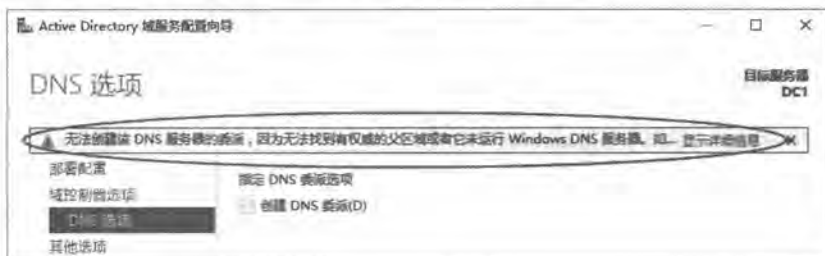 Active Directory 域服务配置向导
DNS 选项
目标服务器
DC1
无法创建该 DNS 服务器的委派，因为无法找到有权威的父区域或者它未运行 Windows DNS 服务器。如... 显示详细信息
部署配置
指定 DNS 委派选项
域控制器选项
创建 DNS 委派(D)
DNS 选项
其他选项